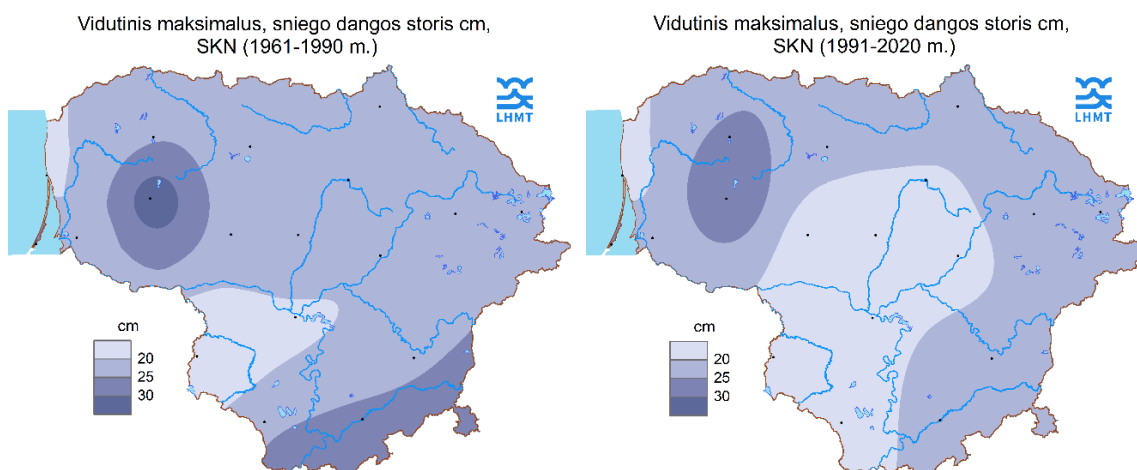 Vidutinis maksimalus, sniego dangos storis cm,
SKN (1961-1990 m.)
LHMT
cm
20
25
30
Vidutinis maksimalus, sniego dangos storis cm,
SKN (1991-2020 m.)
LHMT
cm
20
25
30